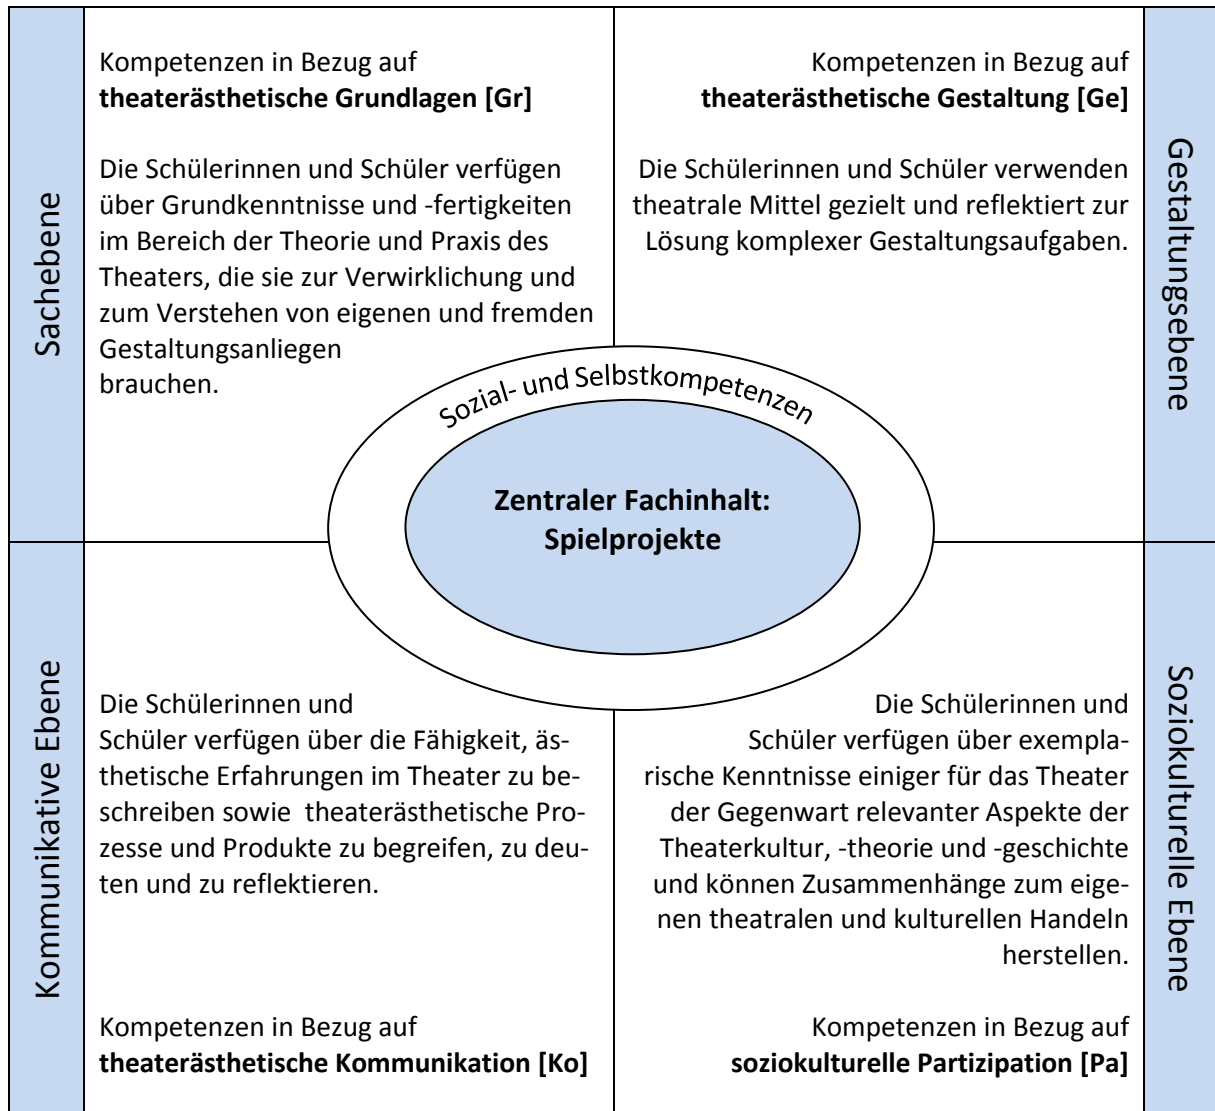 Sachebene
Kompetenzen in Bezug auf
theaterästhetische Grundlagen [Gr]
Die Schülerinnen und Schüler verfügen
über Grundkenntnisse und -fertigkeiten
im Bereich der Theorie und Praxis des
Theaters, die sie zur Verwirklichung und
zum Verstehen von eigenen und fremden
Gestaltungsanliegen
brauchen.
Kompetenzen in Bezug auf
theaterästhetische Gestaltung [Ge]
Die Schülerinnen und Schüler verwenden
theatrale Mittel gezielt und reflektiert zur
Lösung komplexer Gestaltungsaufgaben.
Gestaltungsebene
Sozial- und Selbstkompetenzen
Zentraler Fachinhalt:
Spielprojekte
Kommunikative Ebene
Die Schülerinnen und
Schüler verfügen über die Fähigkeit, äs-
thetische Erfahrungen im Theater zu be-
schreiben sowie  theaterästhetische Pro-
zesse und Produkte zu begreifen, zu deu-
ten und zu reflektieren.
Kompetenzen in Bezug auf
theaterästhetische Kommunikation [Ko]
Die Schülerinnen und
Schüler verfügen über exempla-
rische Kenntnisse einiger für das Theater
der Gegenwart relevanter Aspekte der
Theaterkultur, -theorie und -geschichte
und können Zusammenhänge zum eige-
nen theatralen und kulturellen Handeln
herstellen.
Kompetenzen in Bezug auf
soziokulturelle Partizipation [Pa]
Soziokulturelle Ebene